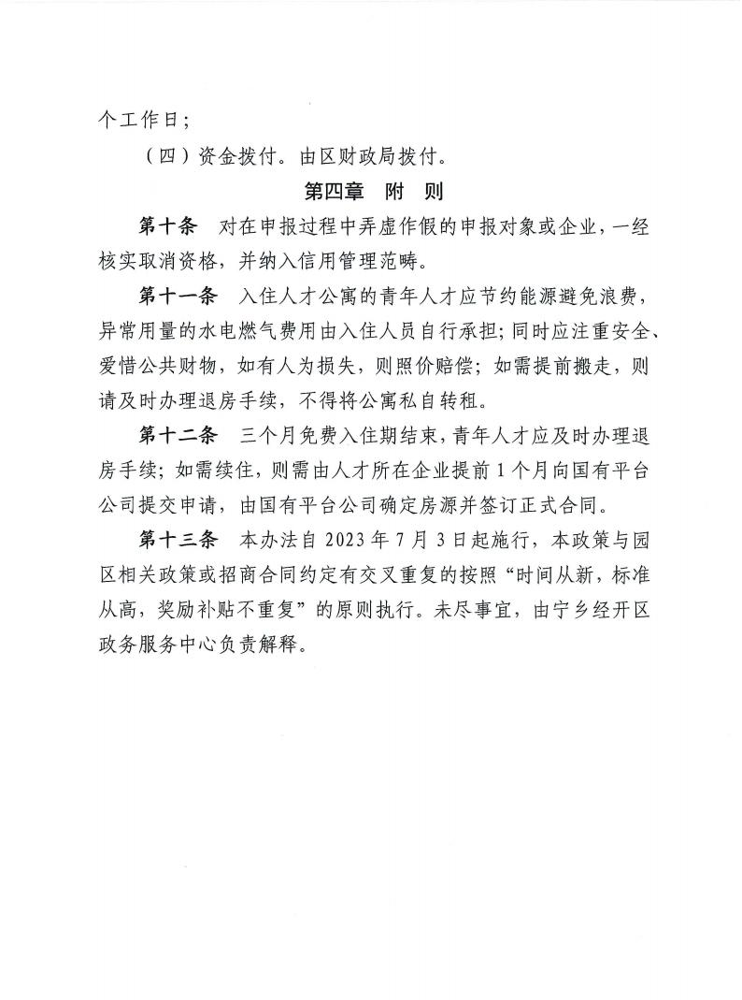 个工作日；
（四）资金拨付。由区财政局拨付。
第四章 附 则
第十条 对在申报过程中弄虚作假的申报对象或企业，一经
核实取消资格，并纳入信用管理范畴。
第十一条 入住人才公寓的青年人才应节约能源避免浪费，
异常用量的水电燃气费用由入住人员自行承担；同时应注重安全、
爱惜公共财物，如有人为损失，则照价赔偿；如需提前搬走，则
请及时办理退房手续，不得将公寓私自转租。
第十二条 三个月免费入住期结束，青年人才应及时办理退
房手续；如需续住，则需由人才所在企业提前 1 个月向国有平台
公司提交申请，由国有平台公司确定房源并签订正式合同。
第十三条 本办法自 2023 年 7 月 3 日起施行，本政策与园
区相关政策或招商合同约定有交叉重复的按照“时间从新，标准
从高，奖励补贴不重复”的原则执行。未尽事宜，由宁乡经开区
政务服务中心负责解释。